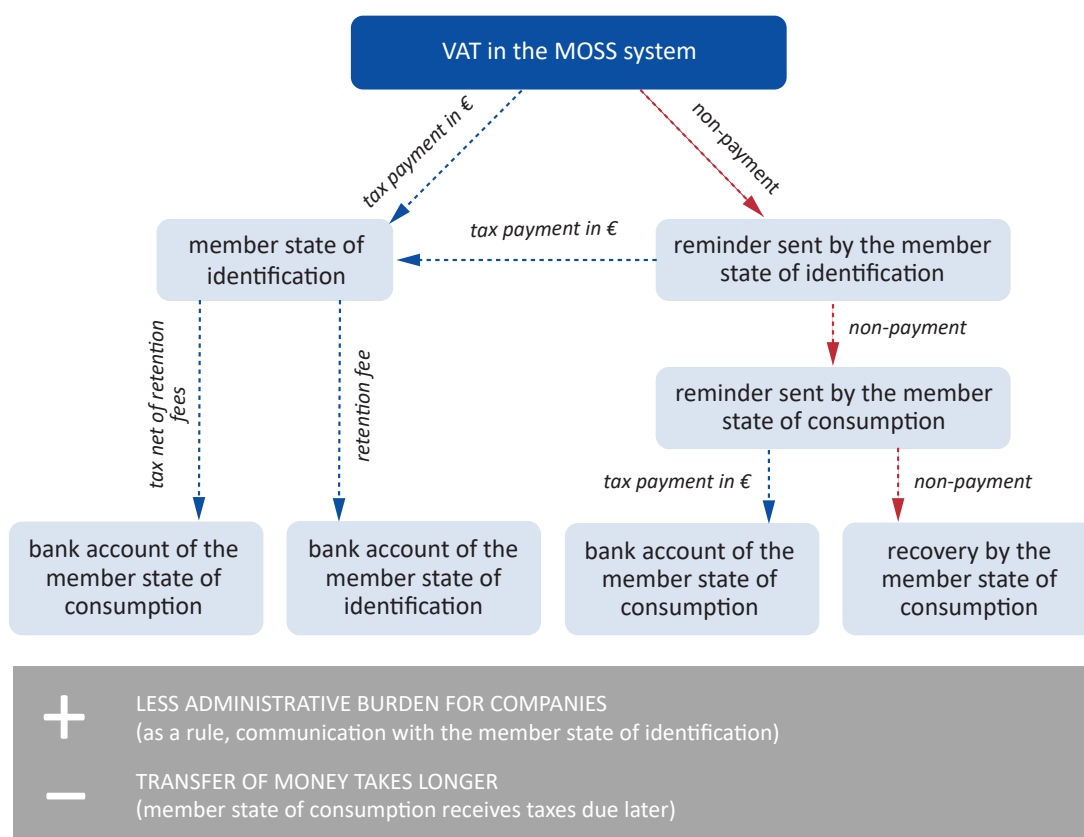 VAT in the MOSS system
tax payment in €
non-payment
member state of
identification
tax payment in €
reminder sent by the member
state of identification
tax net of retention
fees
retention fee
non-payment
reminder sent by the member
state of consumption
tax payment in €
non-payment
bank account of the
member state of
consumption
bank account of the
member state of
identification
bank account of the
member state of
consumption
recovery by the
member state of
consumption
+ LESS ADMINISTRATIVE BURDEN FOR COMPANIES
(as a rule, communication with the member state of identification)
− TRANSFER OF MONEY TAKES LONGER
(member state of consumption receives taxes due later)